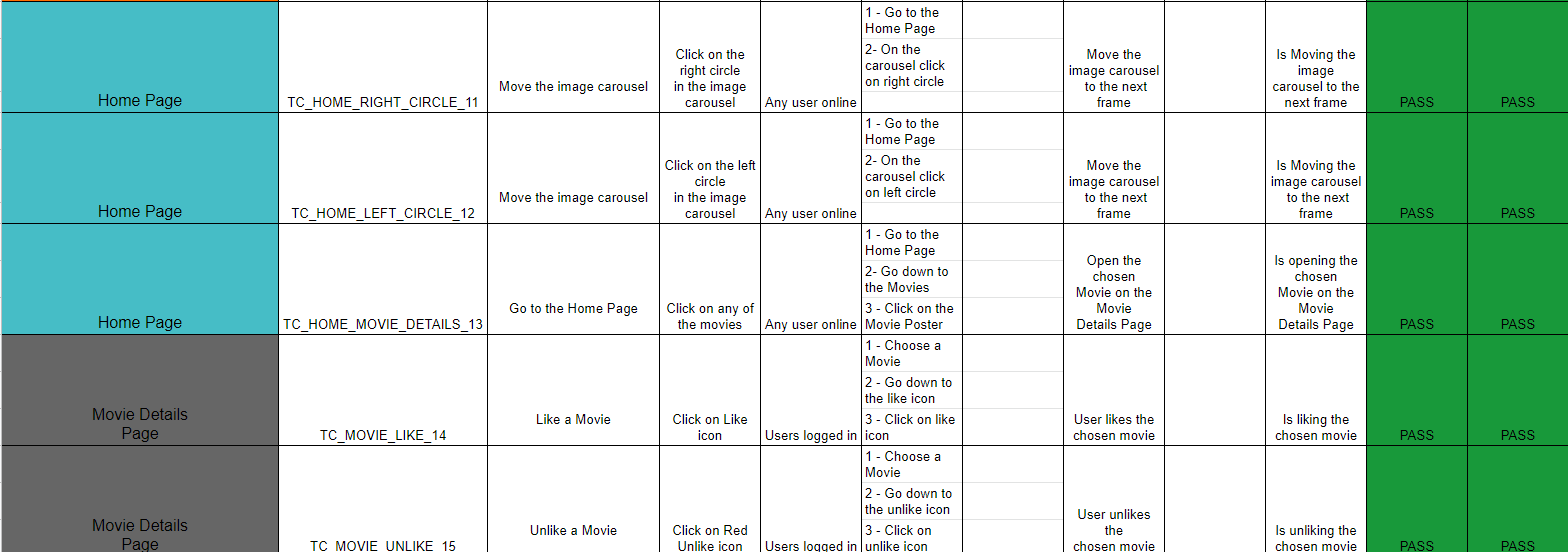 Home Page
TC_HOME_RIGHT_CIRCLE_11
Move the image carousel
Click on the
right circle
in the image
carousel
Any user online
1 - Go to the
Home Page
2- On the
carousel click
on right circle
Move the
image carousel
to the next
frame
Is Moving the
image
carousel to the
next frame
PASS
PASS
Home Page
TC_HOME_LEFT_CIRCLE_12
Move the image carousel
Click on the left
circle
in the image
carousel
Any user online
1 - Go to the
Home Page
2- On the
carousel click
on left circle
Move the
image carousel
to the next
frame
Is Moving the
image carousel
to the next
frame
PASS
PASS
Home Page
TC_HOME_MOVIE_DETAILS_13
Go to the Home Page
Click on any of
the movies
Any user online
1 - Go to the
Home Page
2- Go down to
the Movies
3 - Click on the
Movie Poster
Open the
chosen
Movie on the
Movie
Details Page
Is opening the
chosen
Movie on the
Movie
Details Page
PASS
PASS
Movie Details
Page
TC_MOVIE_LIKE_14
Like a Movie
Click on Like
icon
Users logged in
1 - Choose a
Movie
2 - Go down to
the like icon
3 - Click on like
icon
User likes the
chosen movie
Is liking the
chosen movie
PASS
PASS
Movie Details
Page
TC_MOVIE_UNLIKE_15
Unlike a Movie
Click on Red
Unlike icon
Users logged in
1 - Choose a
Movie
2 - Go down to
the unlike icon
3 - Click on
unlike icon
User unlikes
the
chosen movie
Is unliking the
chosen movie
PASS
PASS